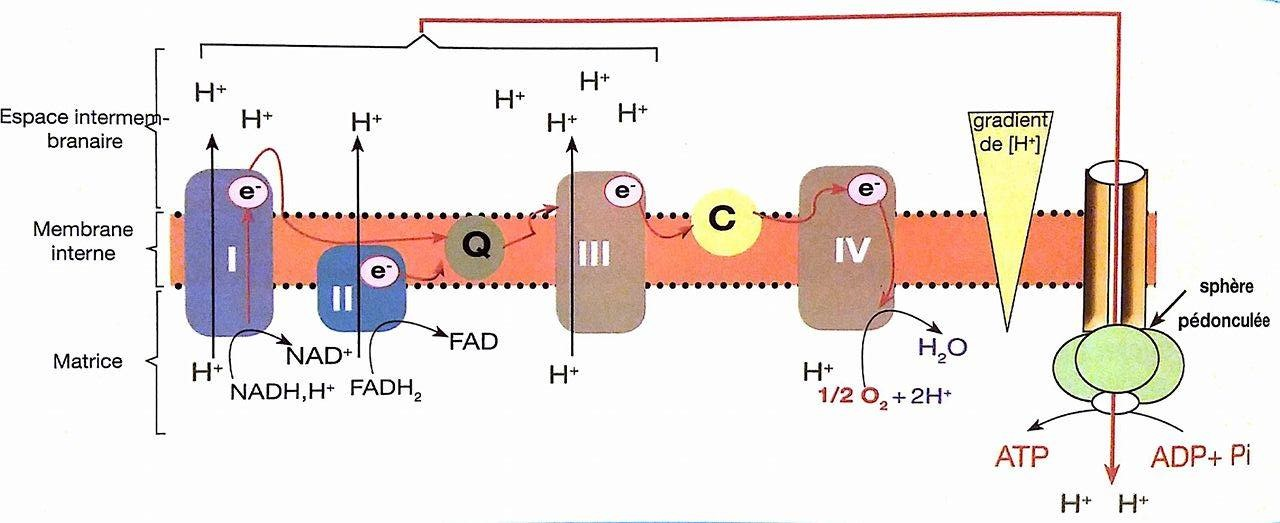 H⁺
H⁺
H⁺
H⁺
H⁺
H⁺
H⁺
Espace intermem-
branaire
gradient
de [H⁺]
e⁻
e⁻
e⁻
C
Membrane
interne
I
Q
III
IV
e⁻
II
sphère
pédonculée
Matrice
NAD⁺
FAD
H₂O
H⁺
H⁺
H⁺
NADH,H⁺
FADH₂
1/2 O₂ + 2H⁺
ATP
ADP+ Pi
H⁺
H⁺